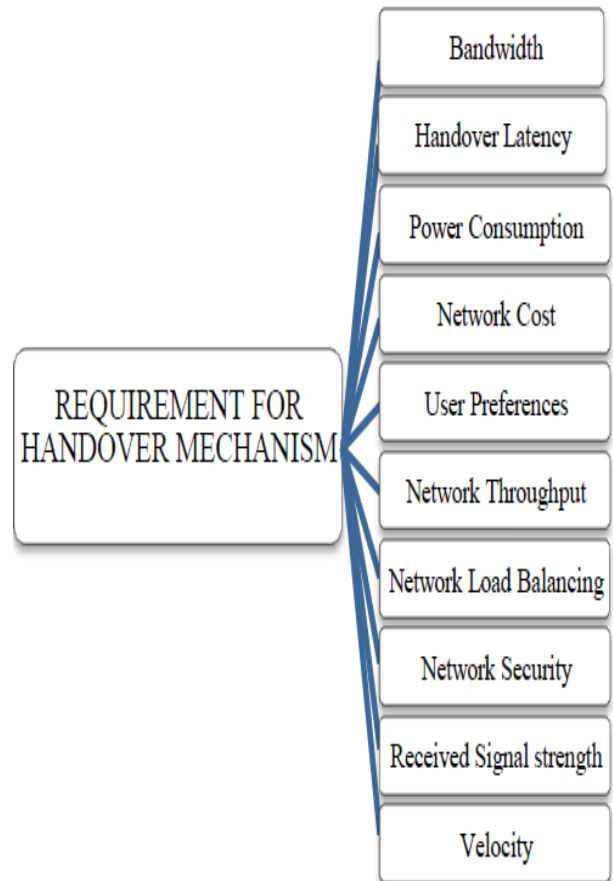 Bandwidth
Handover Latency
Power Consumption
Network Cost
REQUIREMENT FOR
HANDOVER MECHANISM
User Preferences
Network Throughput
Network Load Balancing
Network Security
Received Signal strength
Velocity